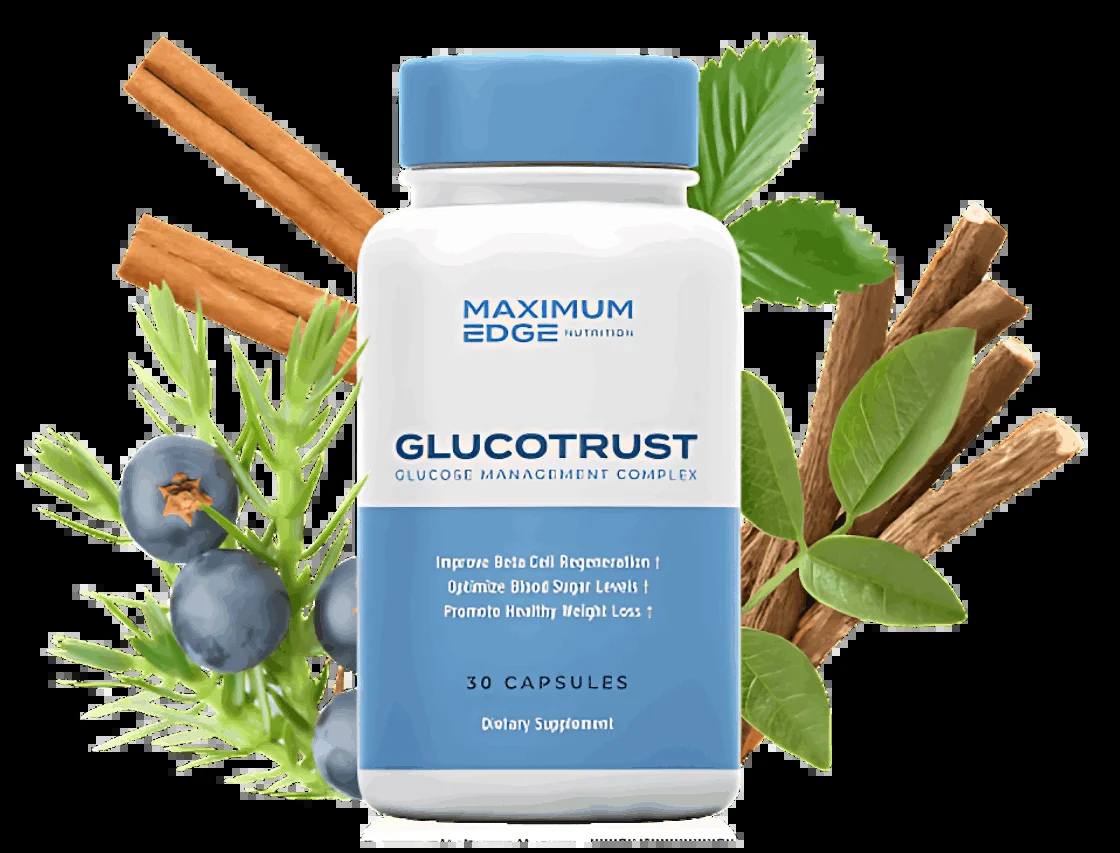 MAXIMUM
EDGE NUTRITION
GLUCOTRUST
GLUCOSE MANAGEMENT COMPLEX
Improve Beta Cell Regeneration †
Optimize Blood Sugar Levels †
Promote Healthy Weight Loss †
30 CAPSULES
Dietary Supplement